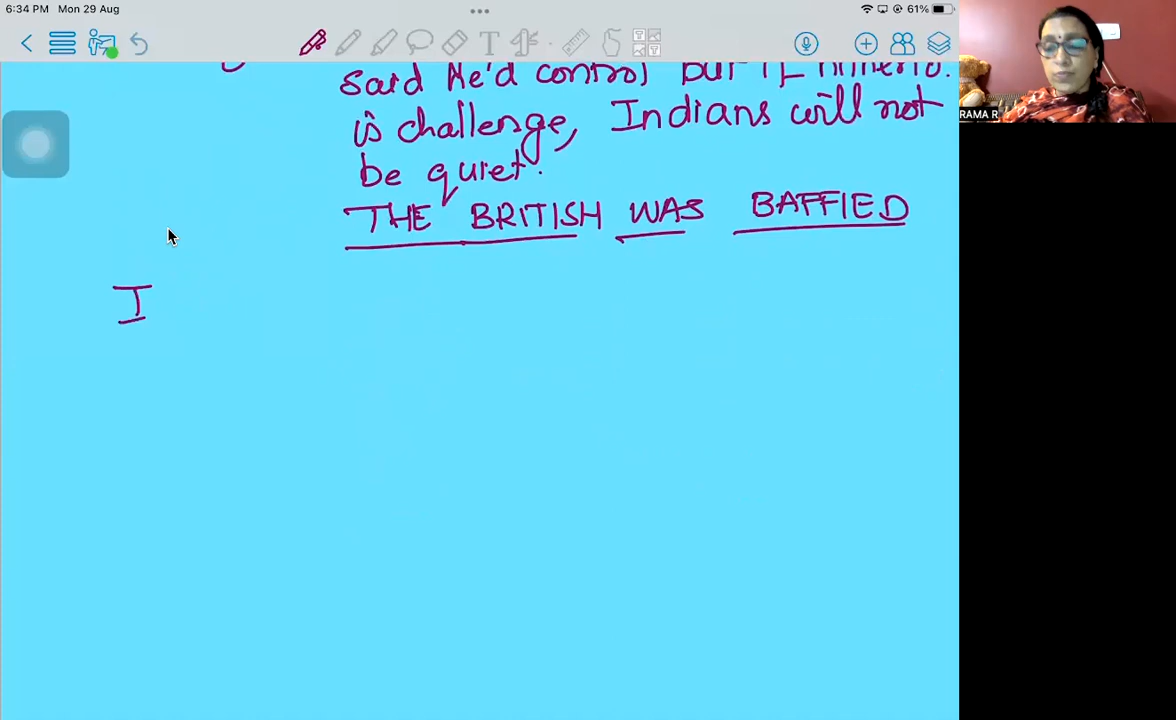 6:34 PM Mon 29 Aug
61%
T
RAMA R
said He'd control but if
is challenge, Indians will not
be quiet.
THE BRITISH WAS BAFFIED
I